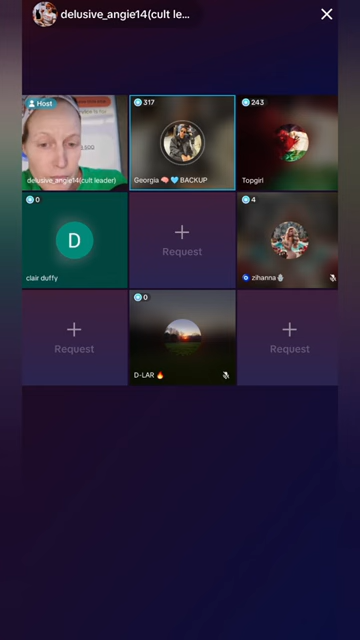 delusive_angie14(cult le...
Host
317
243
delusive_angie14(cult leader)
Georgia 🧠 🩵 BACKUP
Topgirl
0
4
D
clair duffy
Request
zihanna
0
Request
D-LAR 🔥
Request